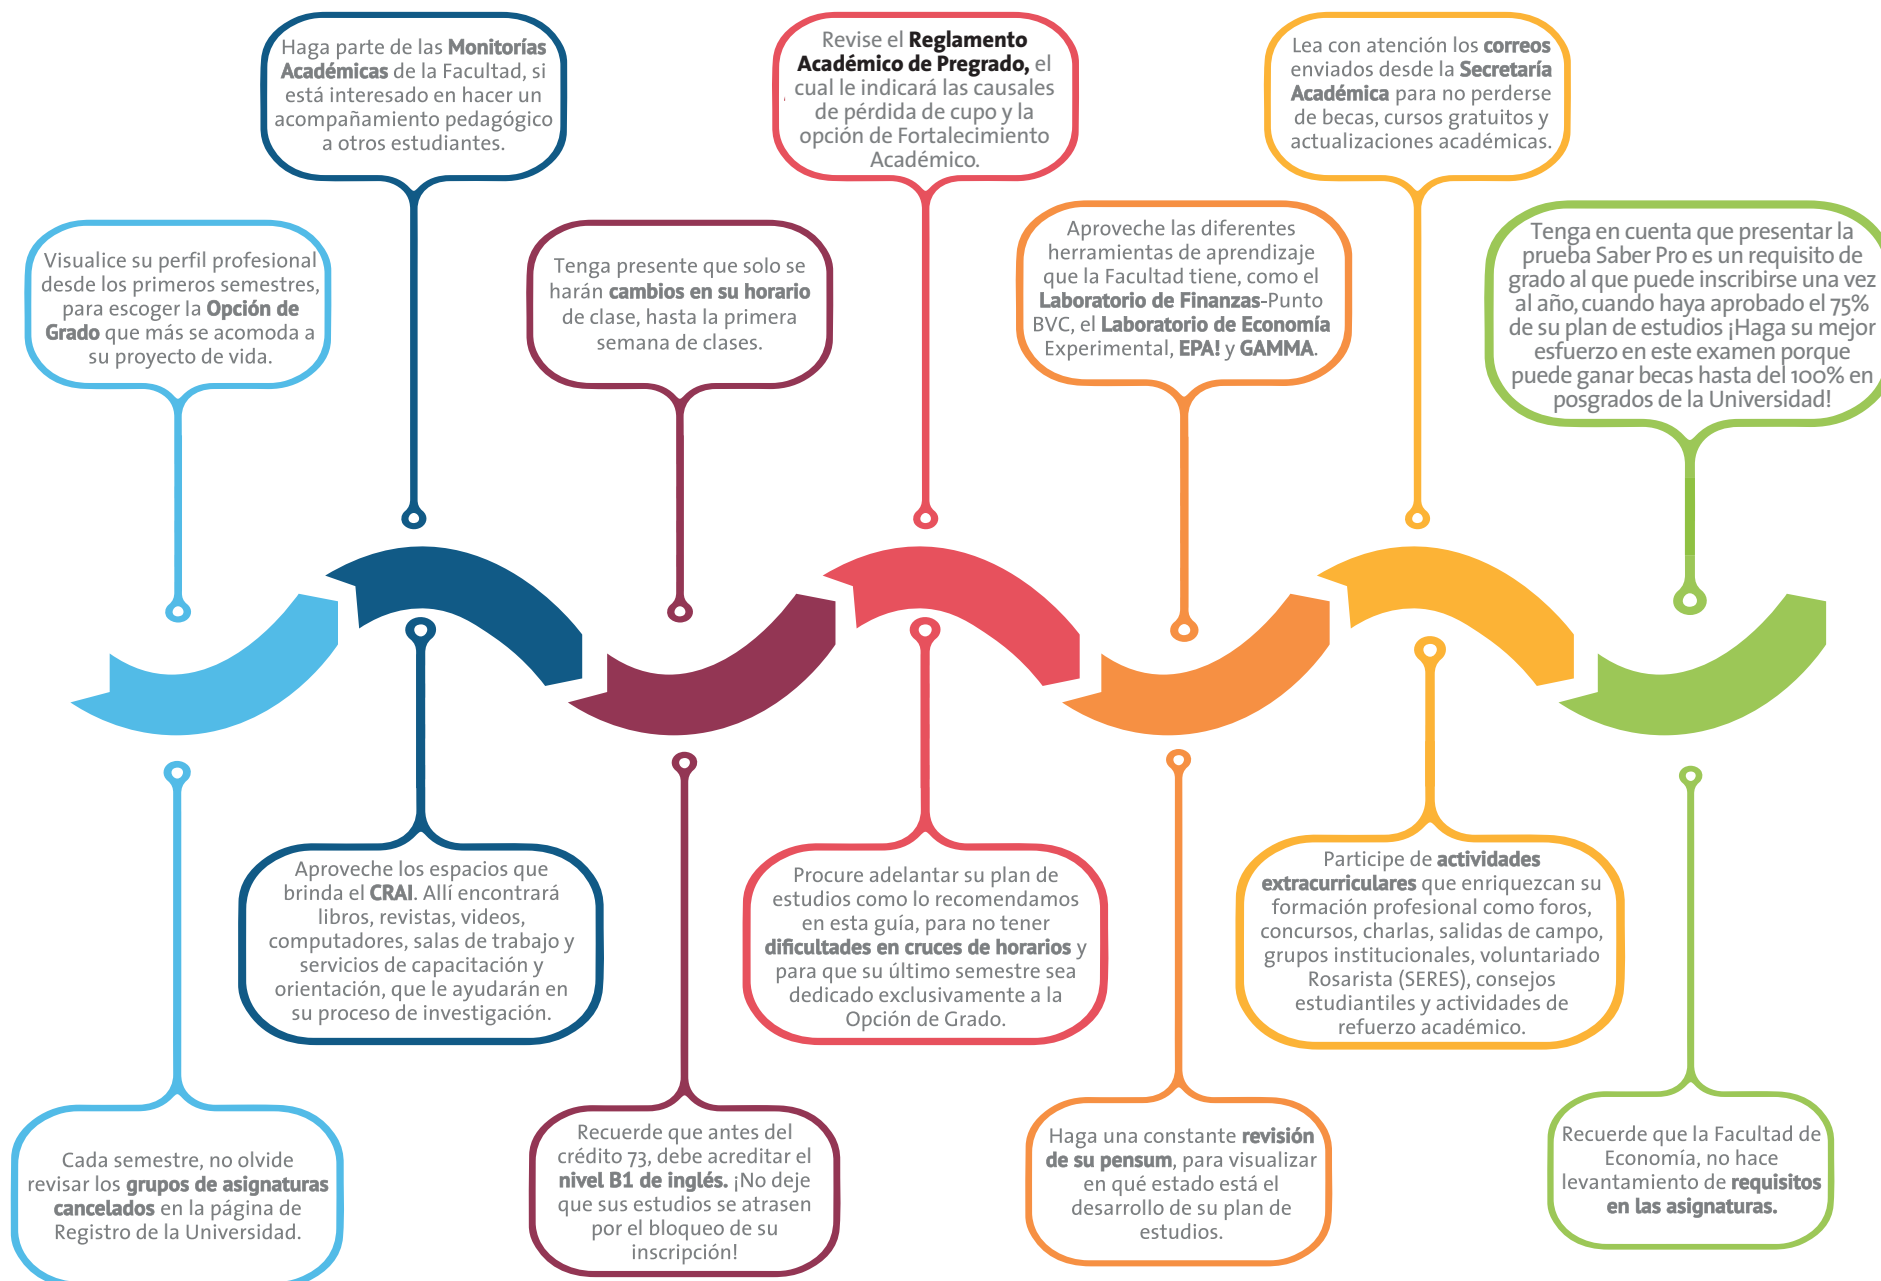 Haga parte de las Monitorías
Académicas de la Facultad, si
está interesado en hacer un
acompañamiento pedagógico
a otros estudiantes.
Revise el Reglamento
Académico de Pregrado, el
cual le indicará las causales
de pérdida de cupo y la
opción de Fortalecimiento
Académico.
Lea con atención los correos
enviados desde la Secretaría
Académica para no perderse
de becas, cursos gratuitos y
actualizaciones académicas.
Visualice su perfil profesional
desde los primeros semestres,
para escoger la Opción de
Grado que más se acomoda a
su proyecto de vida.
Tenga presente que solo se
harán cambios en su horario
de clase, hasta la primera
semana de clases.
Aproveche las diferentes
herramientas de aprendizaje
que la Facultad tiene, como el
Laboratorio de Finanzas-Punto
BVC, el Laboratorio de Economía
Experimental, EPA! y GAMMA.
Tenga en cuenta que presentar la
prueba Saber Pro es un requisito de
grado al que puede inscribirse una vez
al año, cuando haya aprobado el 75%
de su plan de estudios ¡Haga su mejor
esfuerzo en este examen porque
puede ganar becas hasta del 100% en
posgrados de la Universidad!
Aproveche los espacios que
brinda el CRAI. Allí encontrará
libros, revistas, videos,
computadores, salas de trabajo y
servicios de capacitación y
orientación, que le ayudarán en
su proceso de investigación.
Procure adelantar su plan de
estudios como lo recomendamos
en esta guía, para no tener
dificultades en cruces de horarios y
para que su último semestre sea
dedicado exclusivamente a la
Opción de Grado.
Participe de actividades
extracurriculares que enriquezcan su
formación profesional como foros,
concursos, charlas, salidas de campo,
grupos institucionales, voluntariado
Rosarista (SERES), consejos
estudiantiles y actividades de
refuerzo académico.
Cada semestre, no olvide
revisar los grupos de asignaturas
cancelados en la página de
Registro de la Universidad.
Recuerde que antes del
crédito 73, debe acreditar el
nivel B1 de inglés. ¡No deje
que sus estudios se atrasen
por el bloqueo de su
inscripción!
Haga una constante revisión
de su pensum, para visualizar
en qué estado está el
desarrollo de su plan de
estudios.
Recuerde que la Facultad de
Economía, no hace
levantamiento de requisitos
en las asignaturas.